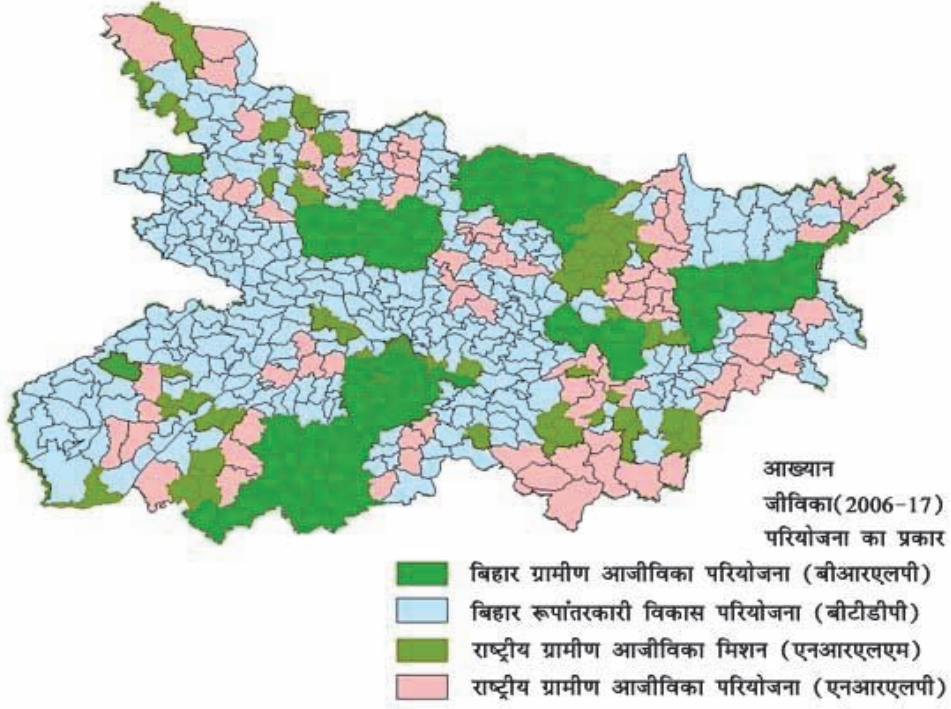 आख्यान
जीविका(2006-17)
परियोजना का प्रकार
बिहार ग्रामीण आजीविका परियोजना (बीआरएलपी)
बिहार रूपांतरकारी विकास परियोजना (बीटीडीपी)
राष्ट्रीय ग्रामीण आजीविका मिशन (एनआरएलएम)
राष्ट्रीय ग्रामीण आजीविका परियोजना (एनआरएलपी)